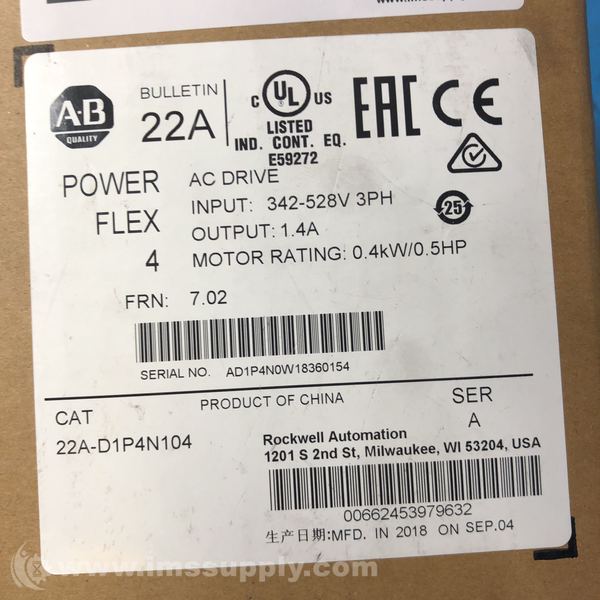 www.imssupply.c
A-B
QUALITY
BULLETIN
22A
C UL US
LISTED
IND. CONT. EQ.
E59272
EAC CE
25
POWER
FLEX
4
AC DRIVE
INPUT: 342-528V 3PH
OUTPUT: 1.4A
MOTOR RATING: 0.4kW/0.5HP
FRN: 7.02
SERIAL NO. AD1P4N0W18360154
PRODUCT OF CHINA
CAT
22A-D1P4N104
SER
A
Rockwell Automation
1201 S 2nd St, Milwaukee, WI 53204, USA
00662453979632
生产日期:MFD. IN 2018 ON SEP.04
© www.imssupply.com